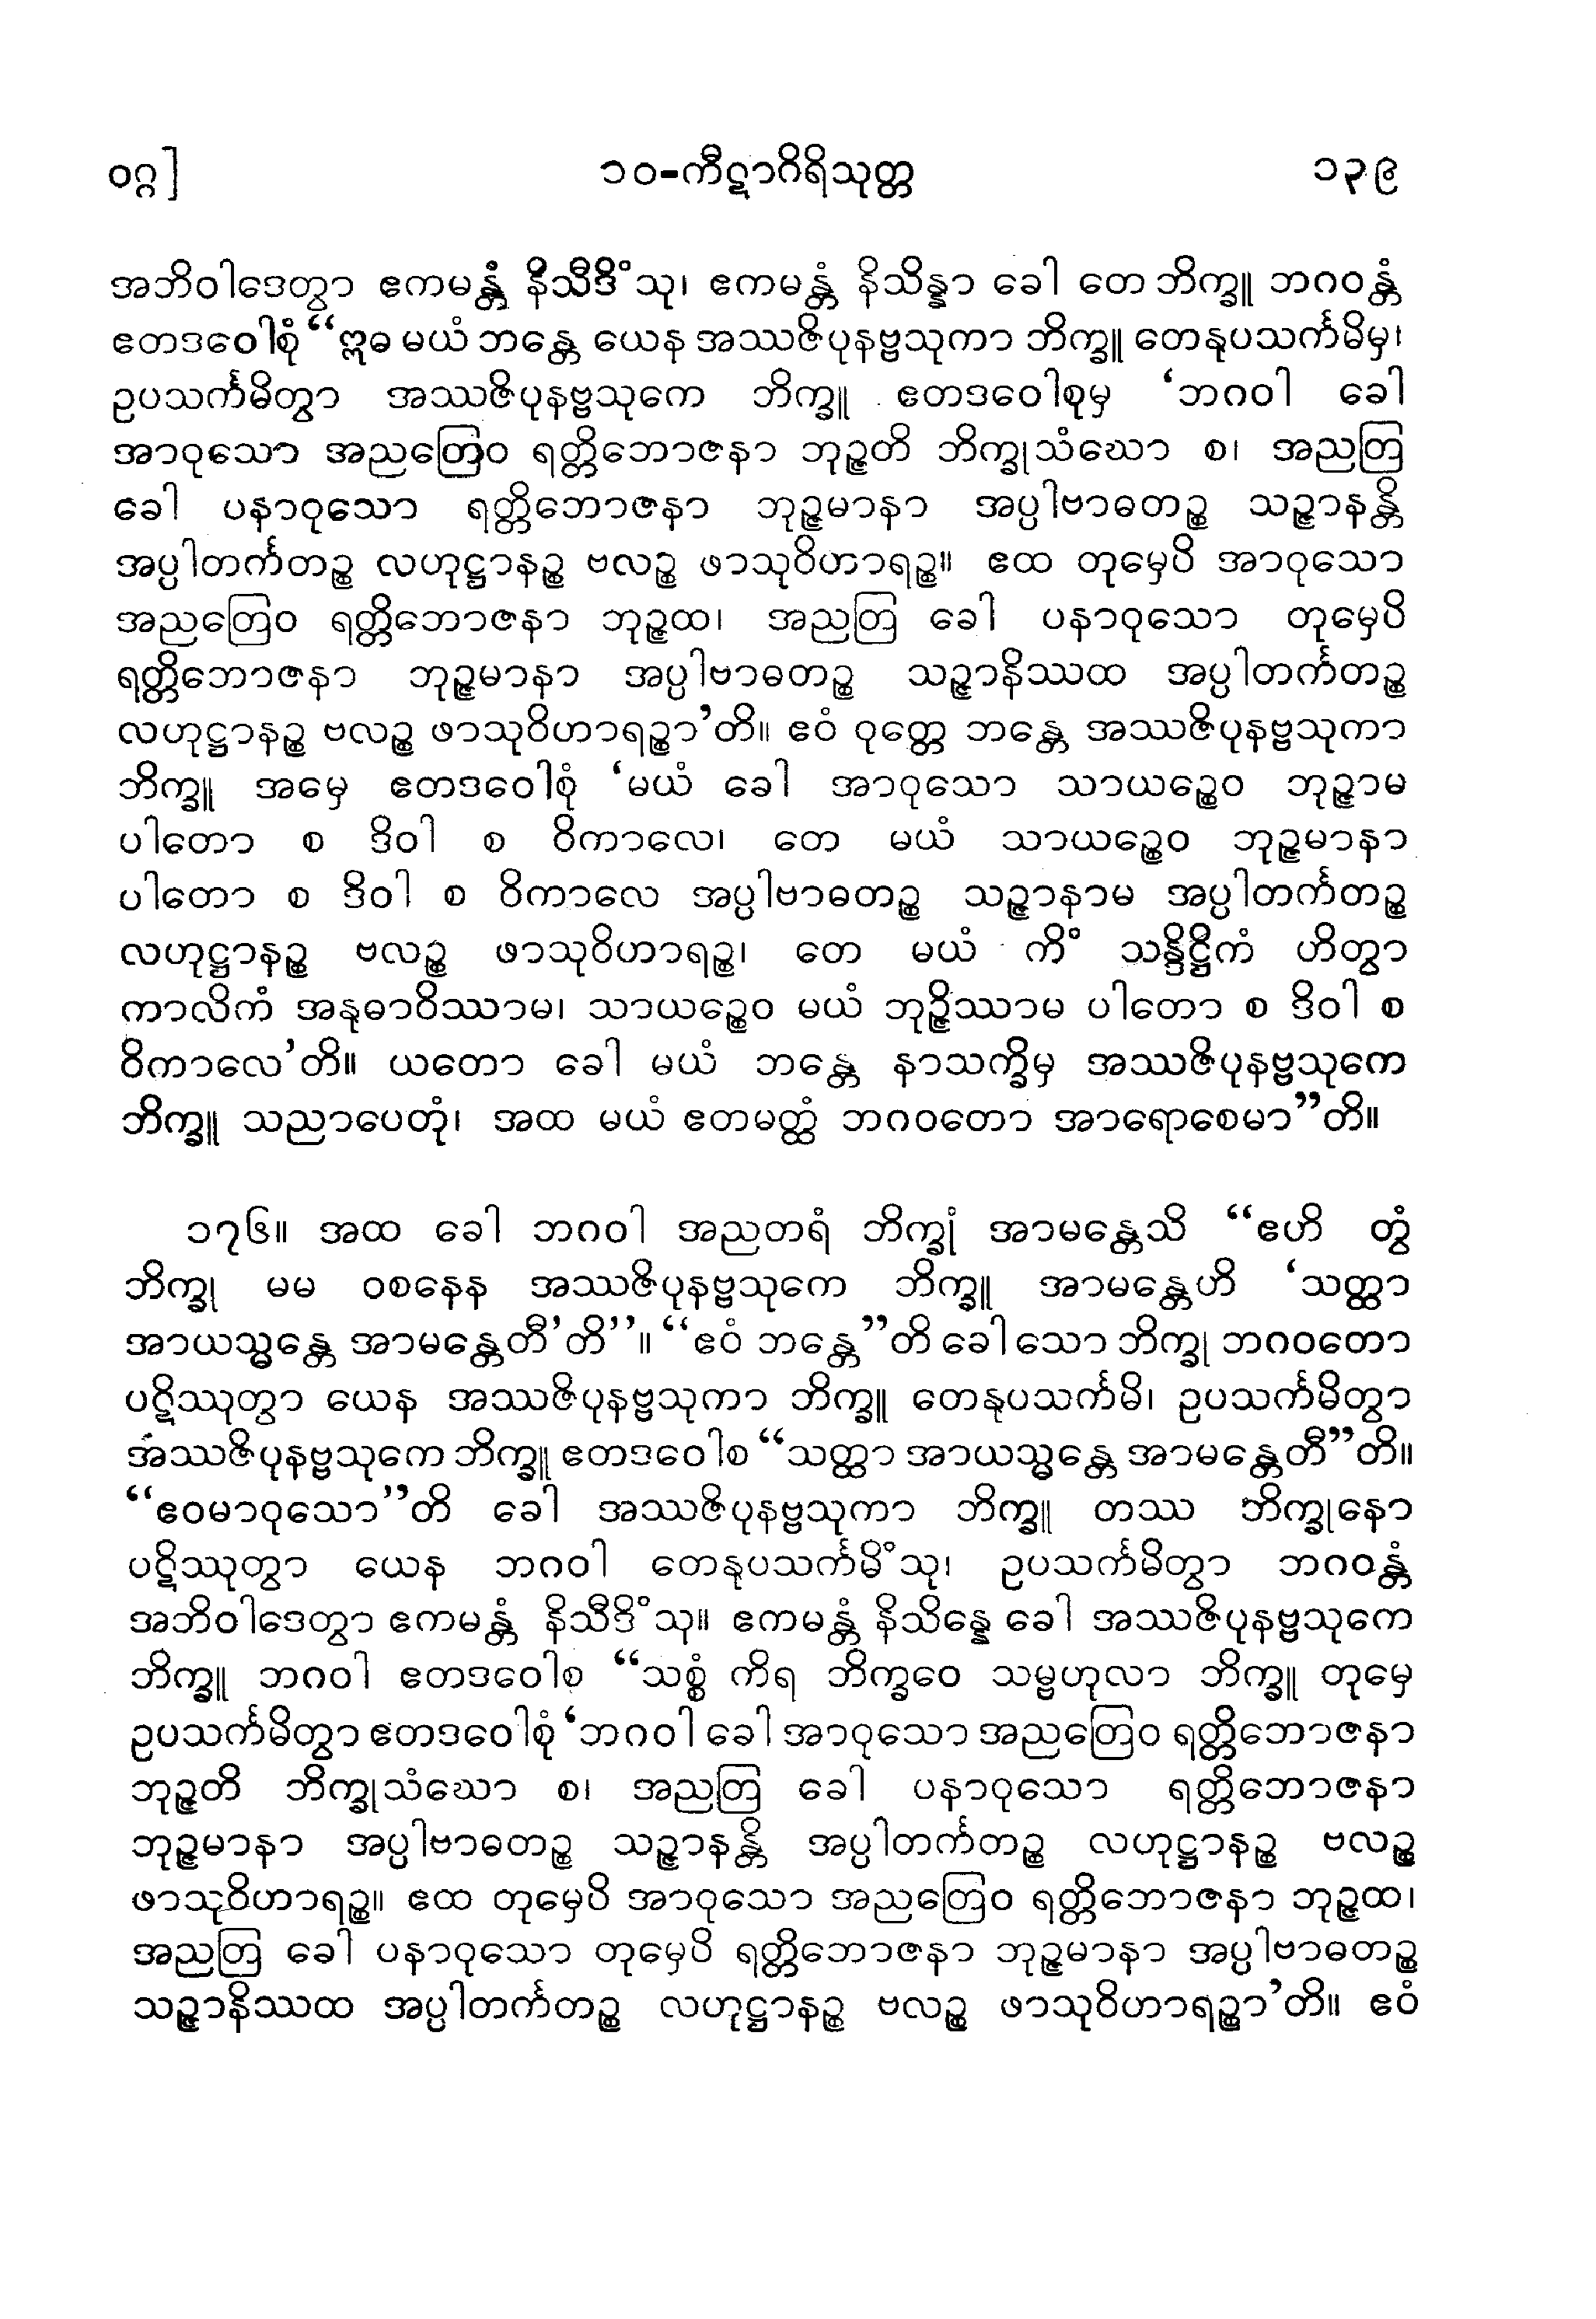 ဝဂ္ဂ]
၁၀-ကီဋာဂိရိသုတ္တ
၁၃၉
အဘိဝါဒေတွာ ဧကမန္တံ နိသီဒိံသု၊ ဧကမန္တံ နိသိန္နာ ခေါ တေ ဘိက္ခူ ဘဂဝန္တံ
ဧတဒဝေါစုံ “ဣဓ မယံ ဘန္တေ ယေန အဿဇိပုနဗ္ဗသုကာ ဘိက္ခူ တေနုပသင်္ကမိမှ၊
ဥပသင်္ကမိတွာ အဿဇိပုနဗ္ဗသုကေ ဘိက္ခူ ဧတဒဝေါစုမှ ‘ဘဂဝါ ခေါ
အာဝုသော အညတြေဝ ရတ္တိဘောဇနာ ဘုဉ္ဇတိ ဘိက္ခုသံဃော စ၊ အညတြ
ခေါ ပနာဝုသော ရတ္တိဘောဇနာ ဘုဉ္ဇမာနာ အပ္ပါဗာဓတဉ္စ သဉ္ဇာနန္တိ
အပ္ပါတင်္ကတဉ္စ လဟုဋ္ဌာနဉ္စ ဗလဉ္စ ဖာသုဝိဟာရဉ္စ။ ဧထ တုမှေပိ အာဝုသော
အညတြေဝ ရတ္တိဘောဇနာ ဘုဉ္ဇထ၊ အညတြ ခေါ ပနာဝုသော တုမှေပိ
ရတ္တိဘောဇနာ ဘုဉ္ဇမာနာ အပ္ပါဗာဓတဉ္စ သဉ္ဇာနိဿထ အပ္ပါတင်္ကတဉ္စ
လဟုဋ္ဌာနဉ္စ ဗလဉ္စ ဖာသုဝိဟာရဉ္စာ’တိ။ ဧဝံ ဝုတ္တေ ဘန္တေ အဿဇိပုနဗ္ဗသုကာ
ဘိက္ခူ အမှေ ဧတဒဝေါစုံ ‘မယံ ခေါ အာဝုသော သာယဉ္စေဝ ဘုဉ္ဇာမ
ပါတော စ ဒိဝါ စ ဝိကာလေ၊ တေ မယံ သာယဉ္စေဝ ဘုဉ္ဇမာနာ
ပါတော စ ဒိဝါ စ ဝိကာလေ အပ္ပါဗာဓတဉ္စ သဉ္ဇာနာမ အပ္ပါတင်္ကတဉ္စ
လဟုဋ္ဌာနဉ္စ ဗလဉ္စ ဖာသုဝိဟာရဉ္စ၊ တေ မယံ ကိံ သန္ဒိဋ္ဌိကံ ဟိတွာ
ကာလိကံ အနုဓာဝိဿာမ၊ သာယဉ္စေဝ မယံ ဘုဉ္ဇိဿာမ ပါတော စ ဒိဝါ စ
ဝိကာလေ’တိ။ ယတော ခေါ မယံ ဘန္တေ နာသက္ခိမှ အဿဇိပုနဗ္ဗသုကေ
ဘိက္ခူ သညာပေတုံ၊ အထ မယံ ဧတမတ္ထံ ဘဂဝတော အာရောစေမာ”တိ။
၁၇၆။ အထ ခေါ ဘဂဝါ အညတရံ ဘိက္ခုံ အာမန္တေသိ “ဧဟိ တွံ
ဘိက္ခု မမ ဝစနေန အဿဇိပုနဗ္ဗသုကေ ဘိက္ခူ အာမန္တေဟိ ‘သတ္ထာ
အာယသ္မန္တေ အာမန္တေတီ’တိ’’။ “ဧဝံ ဘန္တေ”တိ ခေါ သော ဘိက္ခု ဘဂဝတော
ပဋိဿုတွာ ယေန အဿဇိပုနဗ္ဗသုကာ ဘိက္ခူ တေနုပသင်္ကမိ၊ ဥပသင်္ကမိတွာ
အဿဇိပုနဗ္ဗသုကေ ဘိက္ခူ ဧတဒဝေါစ “သတ္ထာ အာယသ္မန္တေ အာမန္တေတီ”တိ။
“ဧဝမာဝုသော”တိ ခေါ အဿဇိပုနဗ္ဗသုကာ ဘိက္ခူ တဿ ဘိက္ခုနော
ပဋိဿုတွာ ယေန ဘဂဝါ တေနုပသင်္ကမိံသု၊ ဥပသင်္ကမိတွာ ဘဂဝန္တံ
အဘိဝါဒေတွာ ဧကမန္တံ နိသီဒိံသု။ ဧကမန္တံ နိသိန္နေ ခေါ အဿဇိပုနဗ္ဗသုကေ
ဘိက္ခူ ဘဂဝါ ဧတဒဝေါစ “သစ္စံ ကိရ ဘိက္ခဝေ သမ္ဗဟုလာ ဘိက္ခူ တုမှေ
ဥပသင်္ကမိတွာ ဧတဒဝေါစုံ ‘ဘဂဝါ ခေါ အာဝုသော အညတြေဝ ရတ္တိဘောဇနာ
ဘုဉ္ဇတိ ဘိက္ခုသံဃော စ၊ အညတြ ခေါ ပနာဝုသော ရတ္တိဘောဇနာ
ဘုဉ္ဇမာနာ အပ္ပါဗာဓတဉ္စ သဉ္ဇာနန္တိ အပ္ပါတင်္ကတဉ္စ လဟုဋ္ဌာနဉ္စ ဗလဉ္စ
ဖာသုဝိဟာရဉ္စ။ ဧထ တုမှေပိ အာဝုသော အညတြေဝ ရတ္တိဘောဇနာ ဘုဉ္ဇထ၊
အညတြ ခေါ ပနာဝုသော တုမှေပိ ရတ္တိဘောဇနာ ဘုဉ္ဇမာနာ အပ္ပါဗာဓတဉ္စ
သဉ္ဇာနိဿထ အပ္ပါတင်္ကတဉ္စ လဟုဋ္ဌာနဉ္စ ဗလဉ္စ ဖာသုဝိဟာရဉ္စာ’တိ။ ဧဝံ